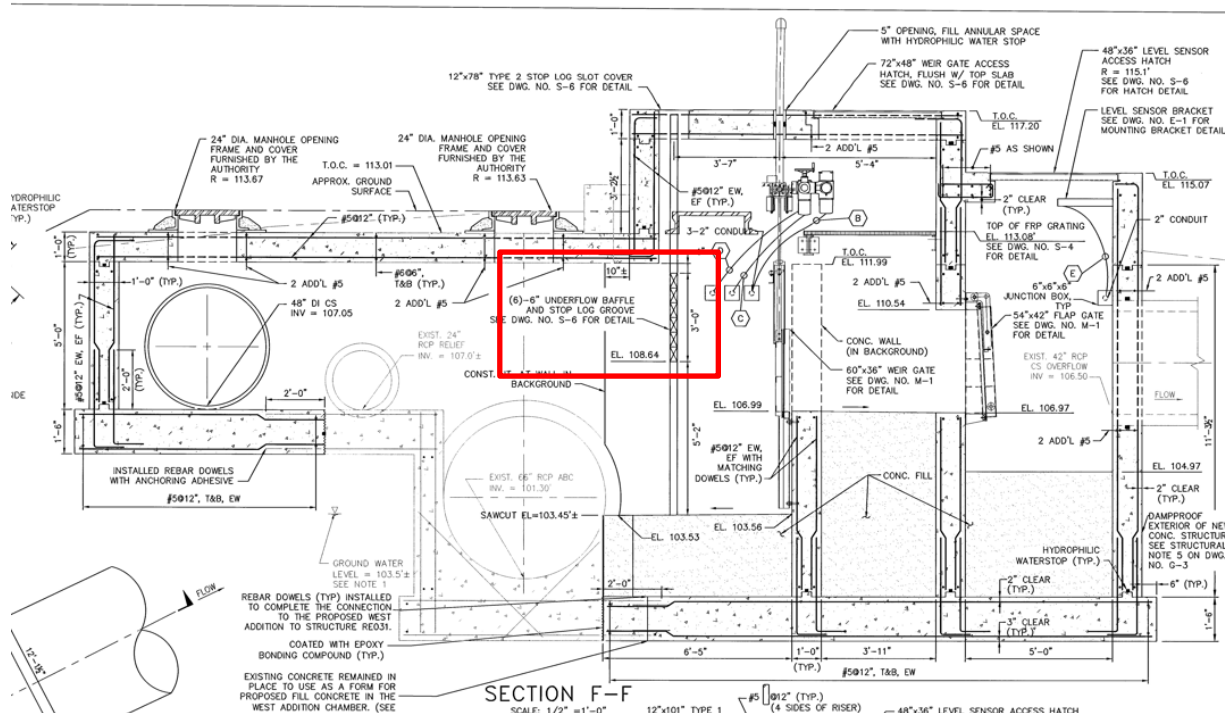 5" OPENING, FILL ANNULAR SPACE
WITH HYDROPHILIC WATER STOP
72"x48" WEIR GATE ACCESS
HATCH, FLUSH W/ TOP SLAB
SEE DWG. NO. S-6 FOR DETAIL
48"x36" LEVEL SENSOR
ACCESS HATCH
R = 115.1'
SEE DWG. NO. S-6
FOR HATCH DETAIL
LEVEL SENSOR BRACKET
SEE DWG. NO. E-1 FOR
MOUNTING BRACKET DETAIL
12"x78" TYPE 2 STOP LOG SLOT COVER
SEE DWG. NO. S-6 FOR DETAIL
T.O.C.
EL. 117.20
1'-0"
24" DIA. MANHOLE OPENING
FRAME AND COVER
FURNISHED BY THE
AUTHORITY
R = 113.67
24" DIA. MANHOLE OPENING
FRAME AND COVER
FURNISHED BY THE
AUTHORITY
R = 113.63
T.O.C. = 113.01
APPROX. GROUND
SURFACE
2 ADD'L #5
3'-7"
5'-4"
#5 AS SHOWN
T.O.C.
EL. 115.07
3'-2½"
#5@12" EW,
EF (TYP.)
2" CLEAR
(TYP.)
2" CONDUIT
#5@12" (TYP.)
3-2" CONDUIT
B
TOP OF FRP GRATING
EL. 113.08'
SEE DWG. NO. S-4
FOR DETAIL
T.O.C.
EL. 111.99
1'-0"
1'-0" (TYP.)
2 ADD'L #5
#6@6",
T&B (TYP.)
2 ADD'L #5
10"±
C
E
2 ADD'L #5
EL. 110.54
2 ADD'L #5
6"x6"x6"
JUNCTION BOX,
TYP
48" DI CS
INV = 107.05
(6)-6" UNDERFLOW BAFFLE
AND STOP LOG GROOVE
SEE DWG. NO. S-6 FOR DETAIL
3'-0"
54"x42" FLAP GATE
SEE DWG. NO. M-1
FOR DETAIL
CONC. WALL
(IN BACKGROUND)
EXIST. 24"
RCP RELIEF
INV. = 107.0'±
EL. 108.64
60"x36" WEIR GATE
SEE DWG. NO. M-1
FOR DETAIL
EXIST. 42" RCP
CS OVERFLOW
INV = 106.50
FLOW
5'-0"
#5@12" EW, EF (TYP.)
2'-0"
(TYP.)
2'-0"
BACKGROUND
EL. 106.99
EL. 106.97
1'-6"
5'-2"
2 ADD'L #5
11'-3½"
#5@12" EW,
EF WITH
MATCHING
DOWELS (TYP.)
INSTALLED REBAR DOWELS
WITH ANCHORING ADHESIVE
#5@12", T&B, EW
EXIST. 66" RCP ABC
INV. = 101.30'
CONC. FILL
EL. 104.97
2" CLEAR
(TYP.)
SAWCUT EL=103.45'±
EL. 103.56
EL. 103.53
DAMPPROOF
EXTERIOR OF NEW
CONC. STRUCTURE
SEE STRUCTURAL
NOTE 5 ON DWG.
NO. G-3
HYDROPHILIC
WATERSTOP (TYP.)
GROUND WATER
LEVEL = 103.5'±
SEE NOTE 1
2'-0"
2" CLEAR
(TYP.)
6" (TYP.)
3" CLEAR
(TYP.)
1'-6"
REBAR DOWELS (TYP) INSTALLED
TO COMPLETE THE CONNECTION
TO THE PROPOSED WEST
ADDITION TO STRUCTURE RE031.
COATED WITH EPOXY
BONDING COMPOUND (TYP.)
6'-5"
1'-0"
(TYP.)
3'-11"
5'-0"
#5@12", T&B, EW
EXISTING CONCRETE REMAINED IN
PLACE TO USE AS A FORM FOR
PROPOSED FILL CONCRETE IN THE
WEST ADDITION CHAMBER. (SEE
FLOW
12'-1½"
SECTION F-F
SCALE: 1/2" =1'-0"
12"x101" TYPE 1
#5 @12" (TYP.)
(4 SIDES OF RISER)
48"x36" LEVEL SENSOR ACCESS HATCH